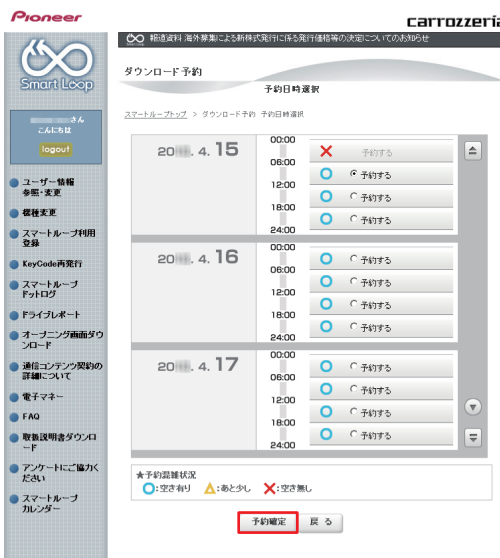 Pioneer
carrozzeria
報道資料 海外募集による新株式発行に係る発行価格等の決定についてのお知らせ
Smart Loop
ダウンロード予約
予約日時選択
スマートループトップ > ダウンロード予約 予約日時選択
さん
こんにちは
logout
ユーザー情報
参照・変更
機種変更
スマートループ利用
登録
KeyCode再発行
スマートループ
ドットログ
ドライブレポート
オープニング画面ダウ
ンロード
通信コンテンツ契約の
詳細について
電子マネー
FAQ
取扱説明書ダウンロ
ード
アンケートにご協力く
ださい
スマートループ
カレンダー
20 . 4. 15
00:00
予約する
06:00
予約する
12:00
予約する
18:00
予約する
24:00
20 . 4. 16
00:00
予約する
06:00
予約する
12:00
予約する
18:00
予約する
24:00
20 . 4. 17
00:00
予約する
06:00
予約する
12:00
予約する
18:00
予約する
24:00
★予約混雑状況
○:空き有り △:あと少し ×:空き無し
予約確定 戻る